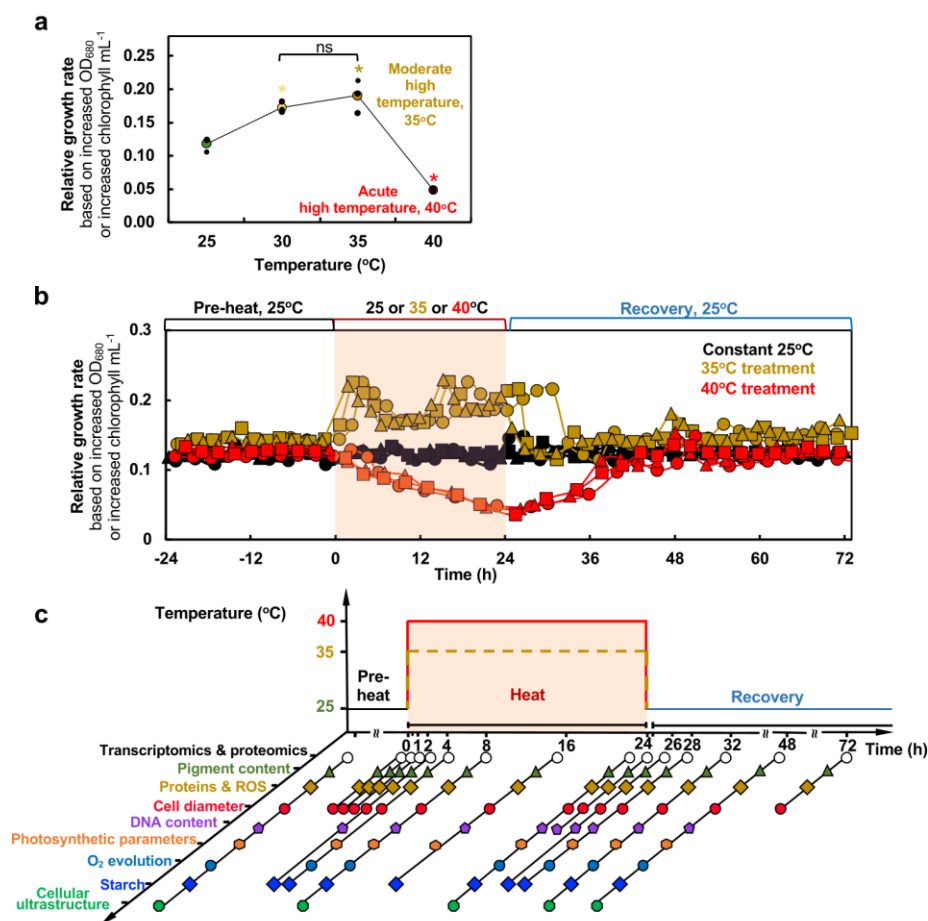 a
Relative growth rate
based on increased OD680
or increased chlorophyll mL-1
0.25
0.20
0.15
0.10
0.05
0.00
ns
*
*
*
Moderate
high
temperature,
35ºC
Acute
high temperature, 40ºC
25
30
35
40
Temperature (ºC)
b
Pre-heat, 25ºC
25 or 35 or 40ºC
Recovery, 25ºC
Relative growth rate
based on increased OD680
or increased chlorophyll mL-1
0.3
0.2
0.1
0
Constant 25ºC
35ºC treatment
40ºC treatment
-24
-12
0
12
24
36
48
60
72
Time (h)
c
Temperature (ºC)
40
35
25
Pre-
heat
Heat
Recovery
0
1
2
4
8
16
24
26
28
32
48
72
Time (h)
Transcriptomics & proteomics
Pigment content
Proteins & ROS
Cell diameter
DNA content
Photosynthetic parameters
O2 evolution
Starch
Cellular
ultrastructure